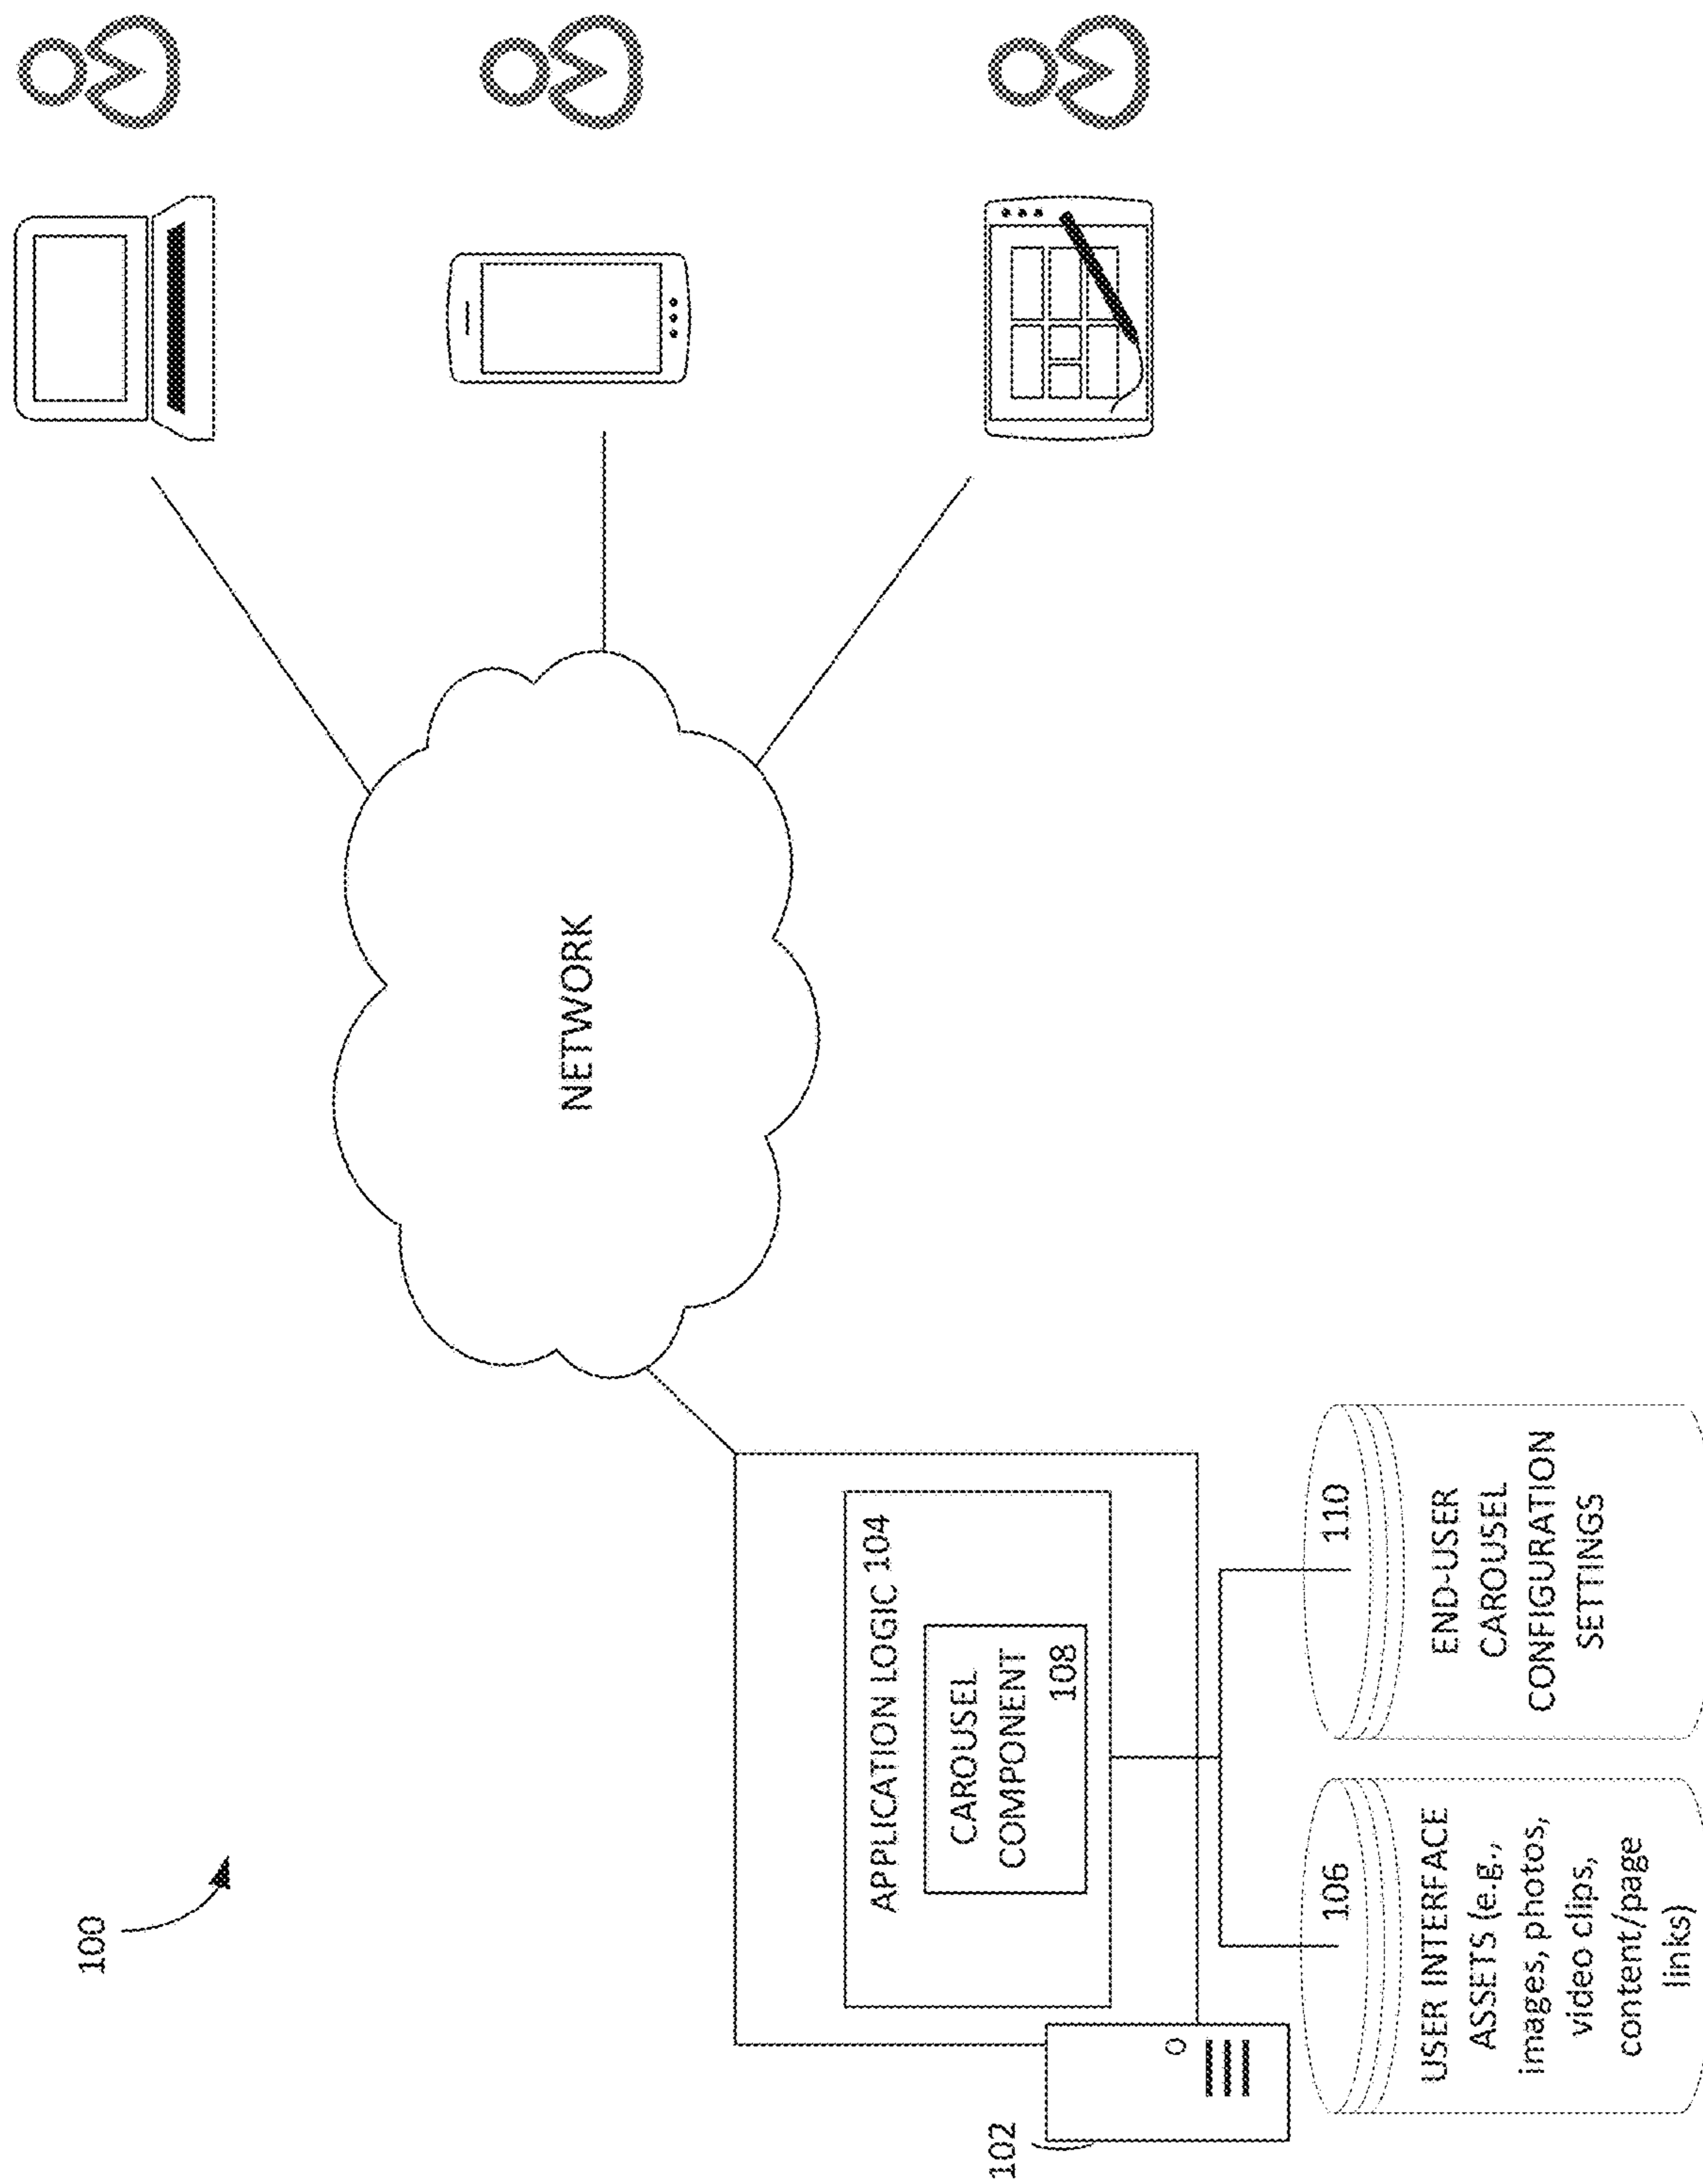 100
NETWORK
102
APPLICATION LOGIC 104
CAROUSEL
COMPONENT
108
106
USER INTERFACE
ASSETS (e.g.,
images, photos,
video clips,
content/page
links)
110
END-USER
CAROUSEL
CONFIGURATION
SETTINGS